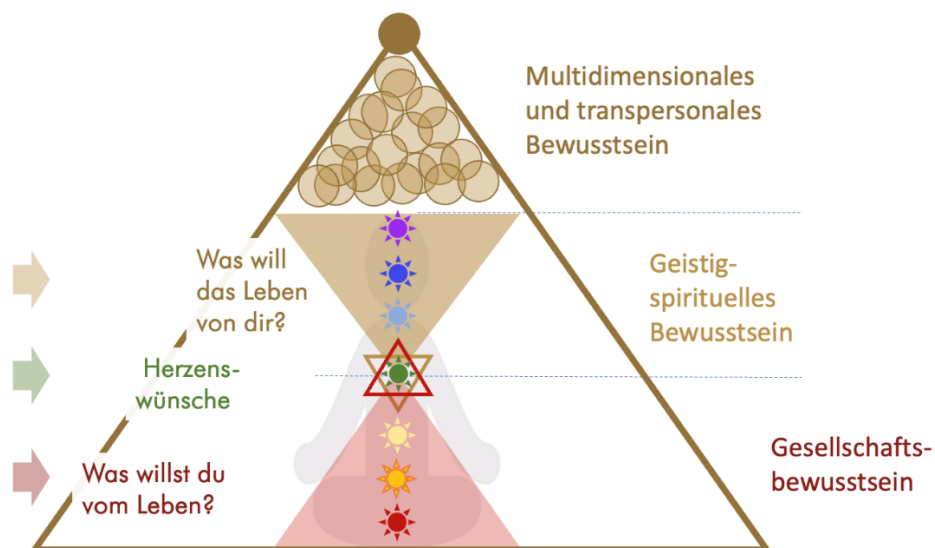 Multidimensionales
und transpersonales
Bewusstsein
Was will
das Leben
von dir?
Geistig-
spirituelles
Bewusstsein
Herzens-
wünsche
Was willst du
vom Leben?
Gesellschafts-
bewusstsein